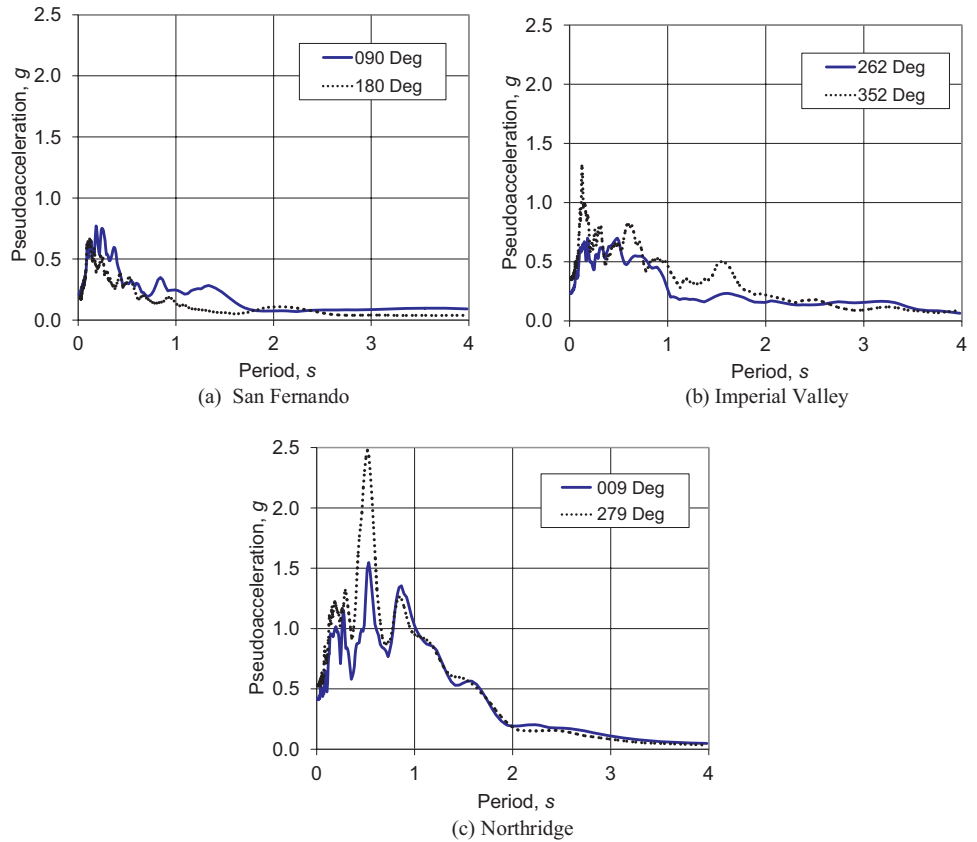 2.5
2.0
1.5
1.0
0.5
0.0
Pseudoacceleration, g
090 Deg
180 Deg
0 1 2 3 4
Period, s
(a) San Fernando
2.5
2.0
1.5
1.0
0.5
0.0
Pseudoacceleration, g
262 Deg
352 Deg
0 1 2 3 4
Period, s
(b) Imperial Valley
2.5
2.0
1.5
1.0
0.5
0.0
Pseudoacceleration, g
009 Deg
279 Deg
0 1 2 3 4
Period, s
(c) Northridge